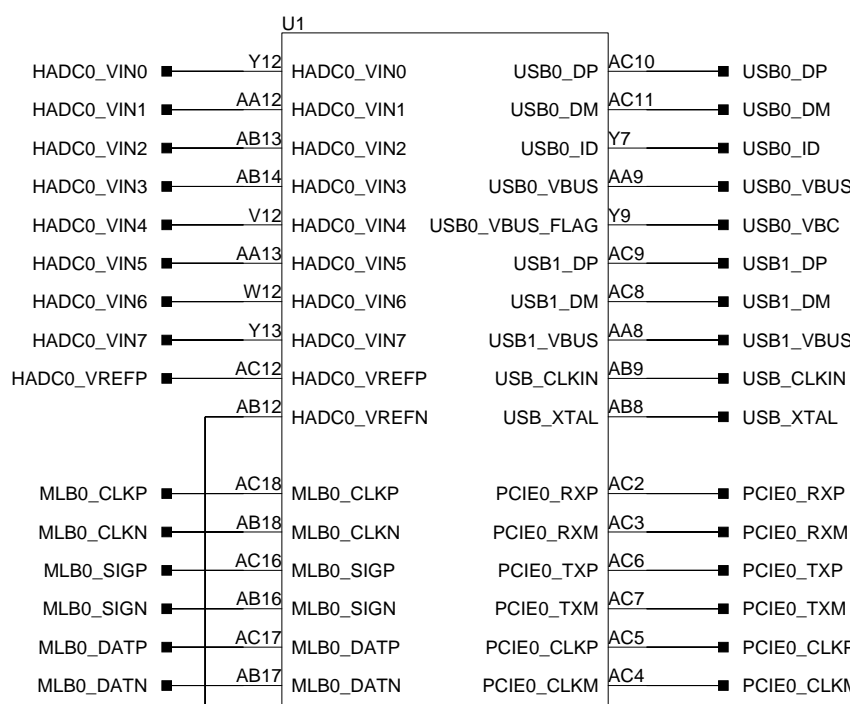 U1
HADC0_VIN0 Y12 HADC0_VIN0 USB0_DP AC10 USB0_DP
HADC0_VIN1 AA12 HADC0_VIN1 USB0_DM AC11 USB0_DM
HADC0_VIN2 AB13 HADC0_VIN2 USB0_ID Y7 USB0_ID
HADC0_VIN3 AB14 HADC0_VIN3 USB0_VBUS AA9 USB0_VBUS
HADC0_VIN4 V12 HADC0_VIN4 USB0_VBUS_FLAG Y9 USB0_VBC
HADC0_VIN5 AA13 HADC0_VIN5 USB1_DP AC9 USB1_DP
HADC0_VIN6 W12 HADC0_VIN6 USB1_DM AC8 USB1_DM
HADC0_VIN7 Y13 HADC0_VIN7 USB1_VBUS AA8 USB1_VBUS
HADC0_VREFP AC12 HADC0_VREFP USB_CLKIN AB9 USB_CLKIN
AB12 HADC0_VREFN USB_XTAL AB8 USB_XTAL
MLB0_CLKP AC18 MLB0_CLKP PCIE0_RXP AC2 PCIE0_RXP
MLB0_CLKN AB18 MLB0_CLKN PCIE0_RXM AC3 PCIE0_RXM
MLB0_SIGP AC16 MLB0_SIGP PCIE0_TXP AC6 PCIE0_TXP
MLB0_SIGN AB16 MLB0_SIGN PCIE0_TXM AC7 PCIE0_TXM
MLB0_DATP AC17 MLB0_DATP PCIE0_CLKP AC5 PCIE0_CLKP
MLB0_DATN AB17 MLB0_DATN PCIE0_CLKM AC4 PCIE0_CLKM